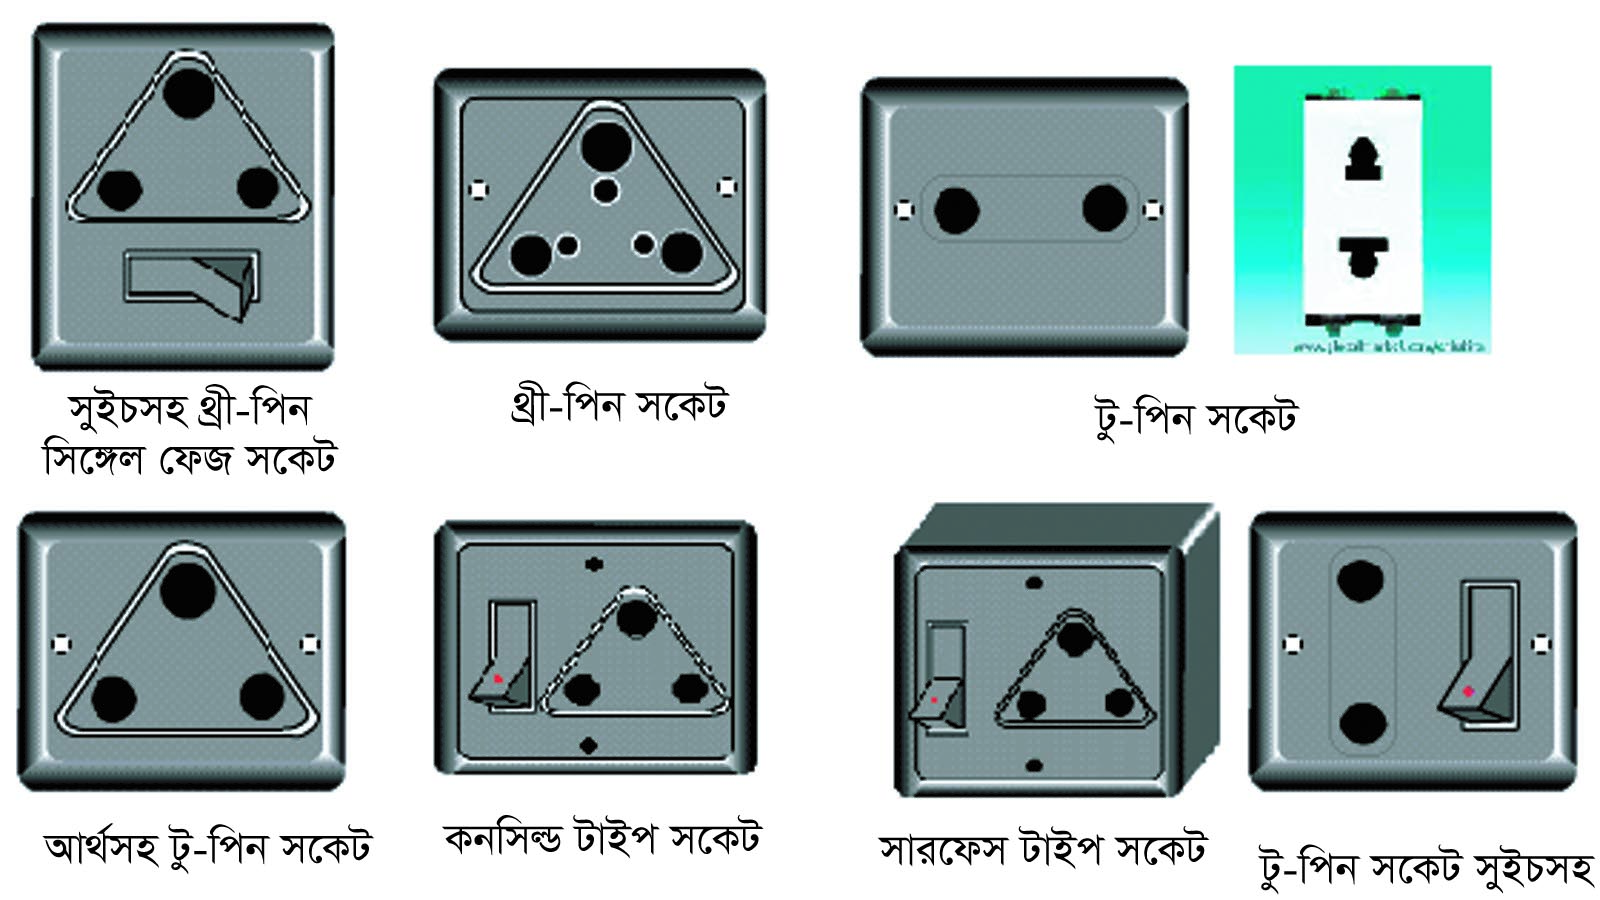 সুইচসহ থ্রী-পিন
সিঙ্গেল ফেজ সকেট
থ্রী-পিন সকেট
টু-পিন সকেট
আর্থসহ টু-পিন সকেট
কনসিল্ড টাইপ সকেট
সারফেস টাইপ সকেট
টু-পিন সকেট সুইচসহ